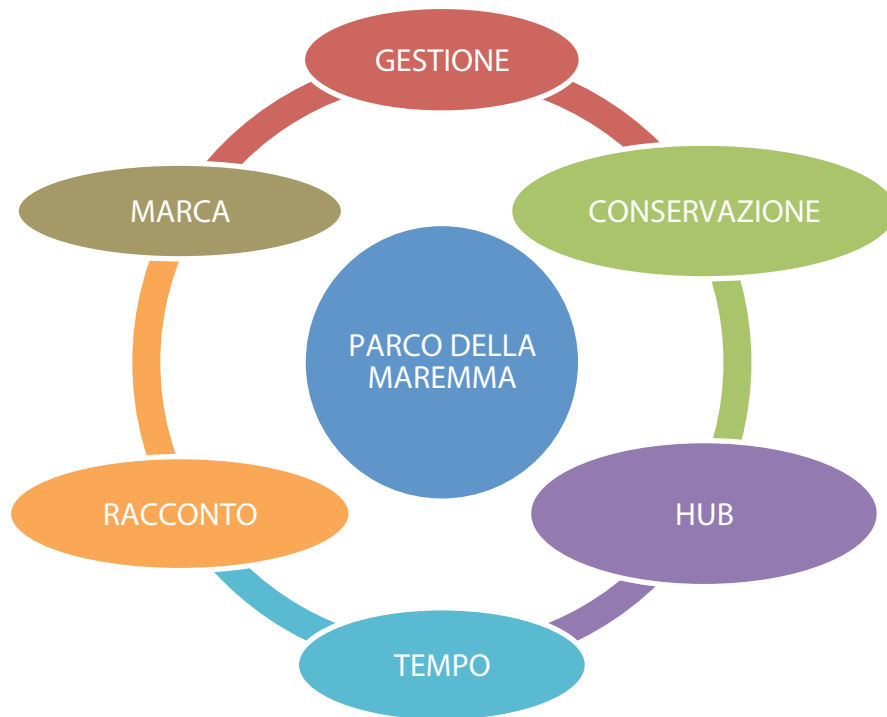 GESTIONE
MARCA
CONSERVAZIONE
PARCO DELLA
MAREMMA
RACCONTO
HUB
TEMPO